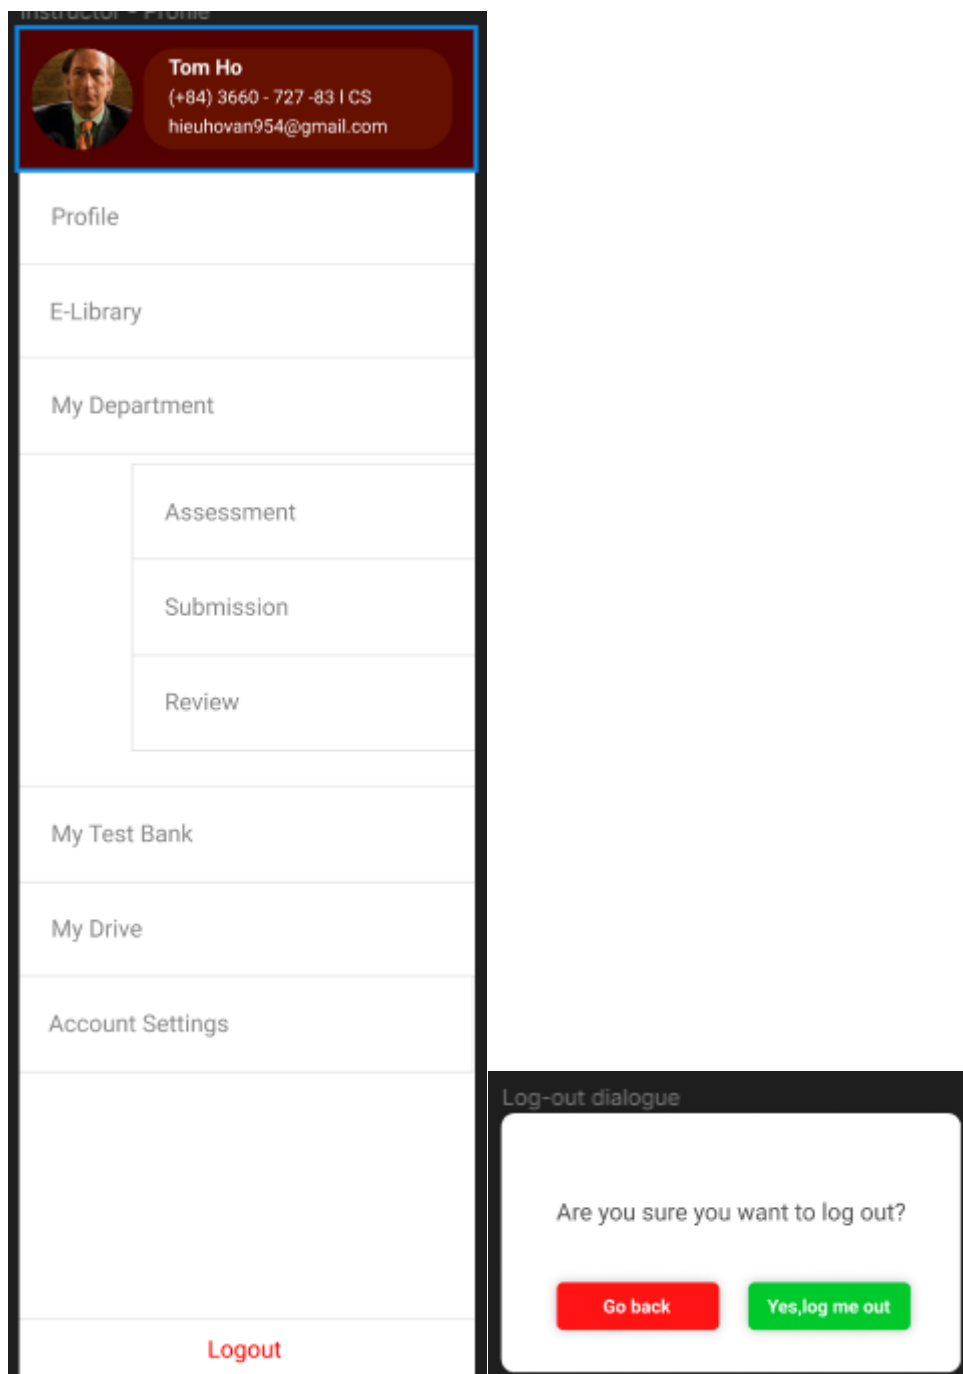 Instructor - Profile
Tom Ho
(+84) 3660 - 727 -83 I CS
hieuhovan954@gmail.com
Profile
E-Library
My Department
Assessment
Submission
Review
My Test Bank
My Drive
Account Settings
Logout
Log-out dialogue
Are you sure you want to log out?
Go back
Yes,log me out